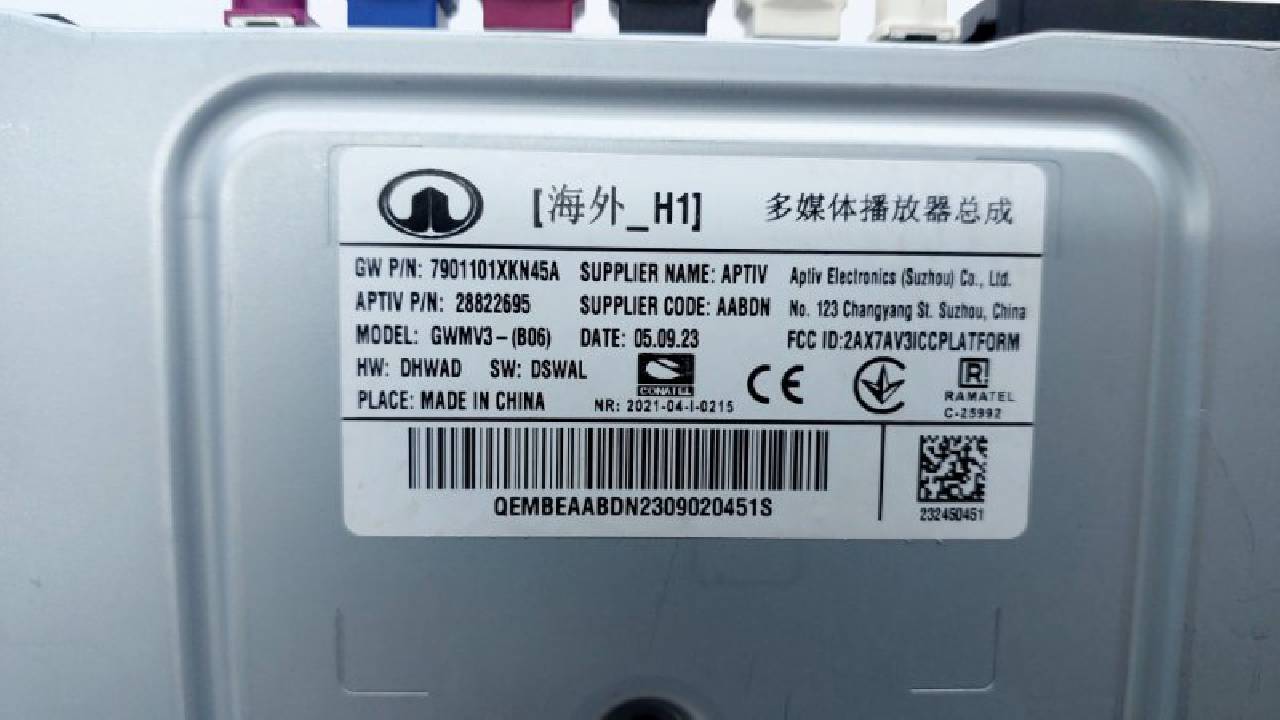 [海外_H1] 多媒体播放器总成
GW P/N: 7901101XKN45A SUPPLIER NAME: APTIV Aptiv Electronics (Suzhou) Co., Ltd.
APTIV P/N: 28822695 SUPPLIER CODE: AABDN No. 123 Changyang St. Suzhou, China
MODEL: GWMV3-(B06) DATE: 05.09.23 FCC ID:2AX7AV3ICCPLATFORM
HW: DHWAD SW: DSWAL CONATEL CE R
PLACE: MADE IN CHINA NR: 2021-04-I-0215 RAMATEL
C-25992
QEMBEAABDN2309020451S
232450451